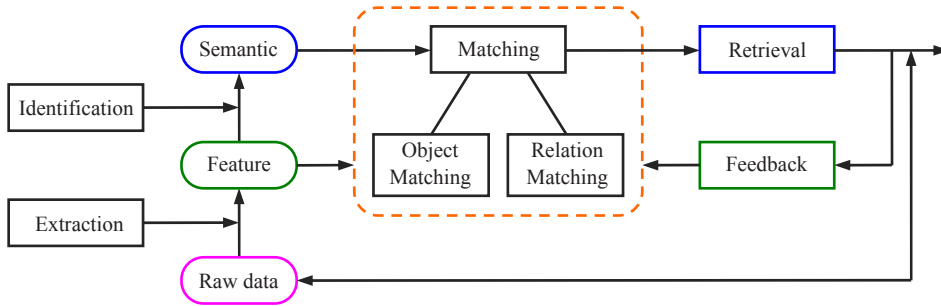 Semantic
Matching
Retrieval
Identification
Feature
Object
Matching
Relation
Matching
Feedback
Extraction
Raw data